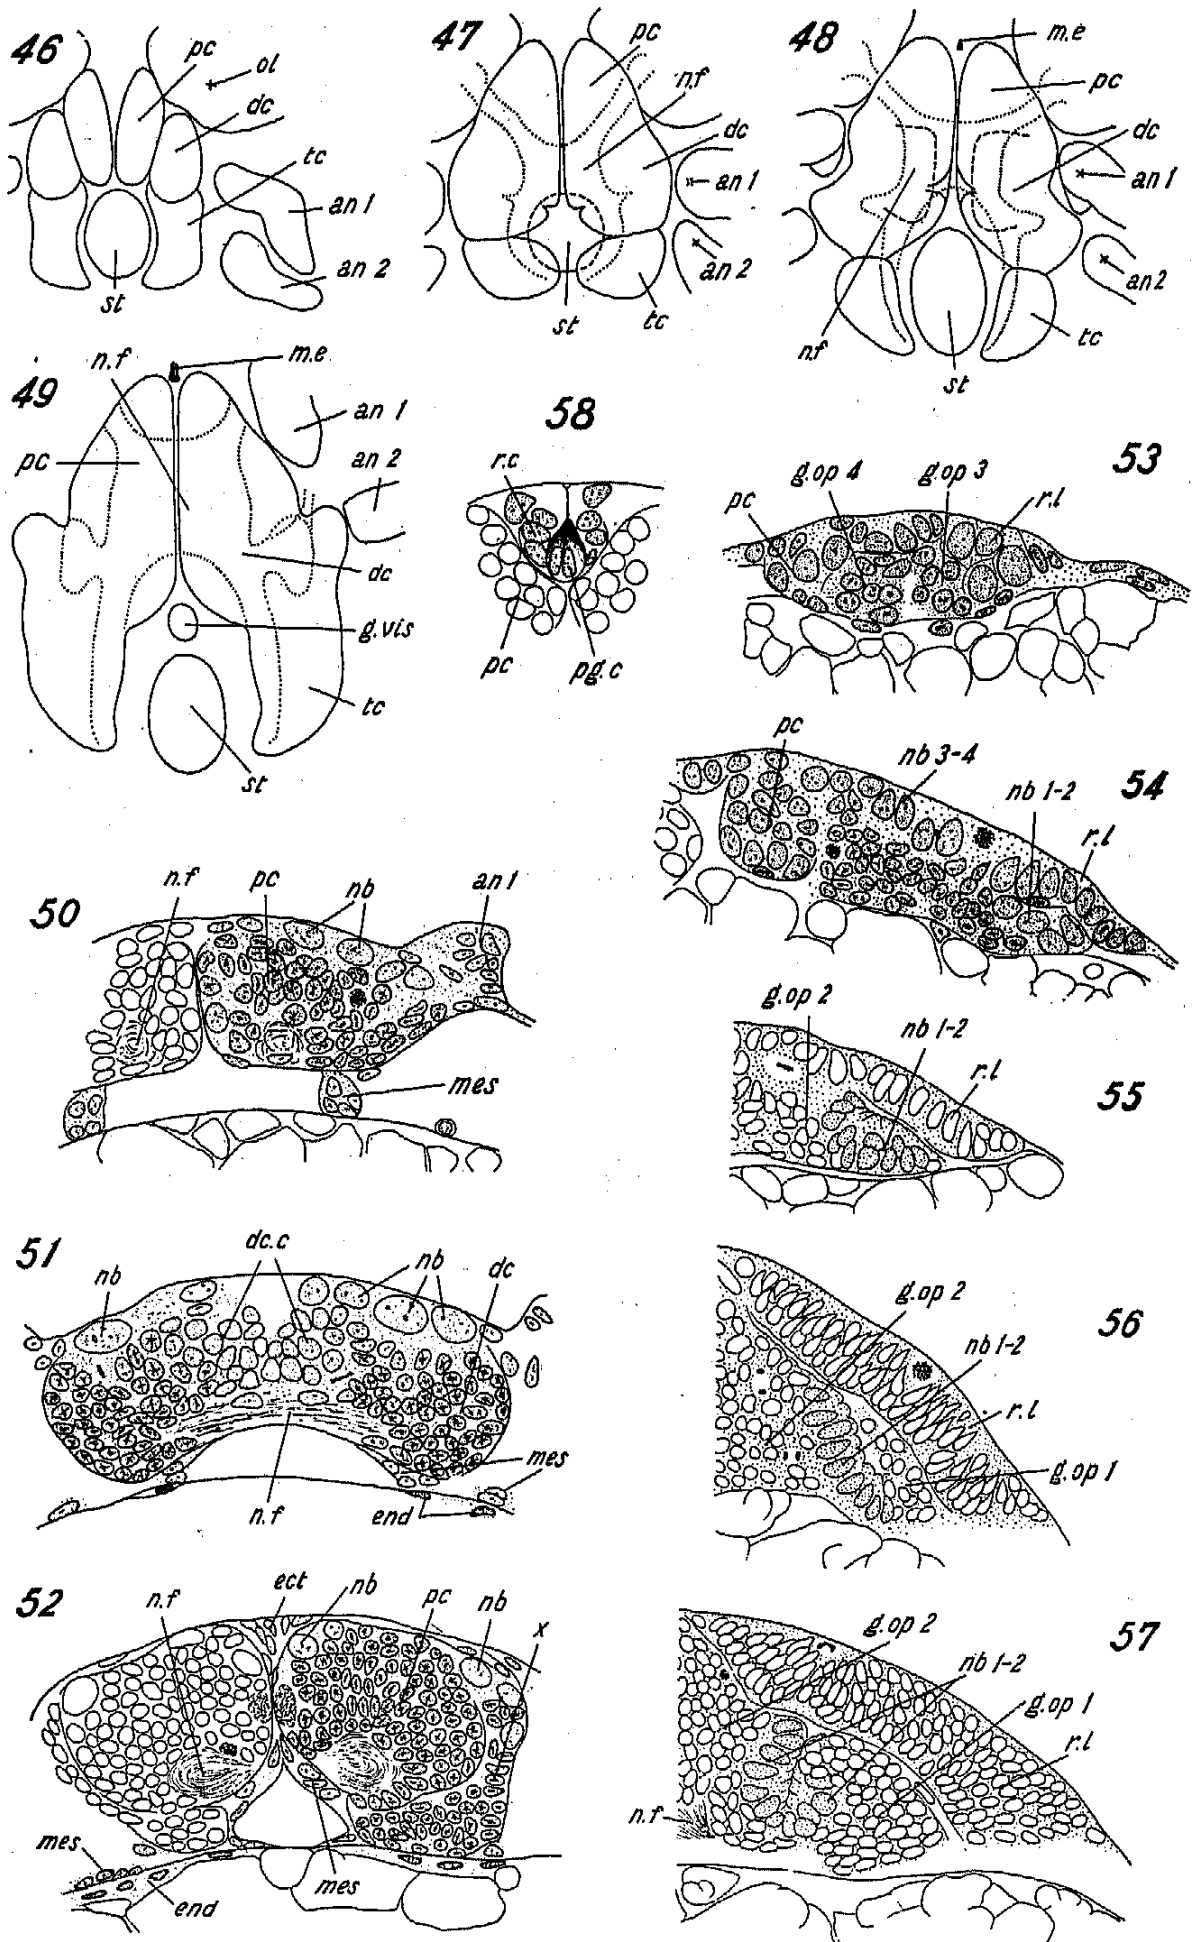 46
pc
ol
dc
tc
an 1
an 2
st
47
pc
n.f
dc
an 1
an 2
tc
st
48
m.e
pc
dc
an 1
an 2
tc
n.f
st
49
n.f
m.e
an 1
an 2
pc
dc
g.vis
tc
st
58
r.c
pc
pg.c
53
pc
g.op 4
g.op 3
r.l
54
pc
nb 3-4
nb 1-2
r.l
50
n.f
pc
nb
an 1
mes
55
g.op 2
nb 1-2
r.l
51
nb
dc.c
nb
dc
mes
n.f
end
56
g.op 2
nb 1-2
r.l
g.op 1
52
n.f
ect
nb
pc
nb
x
mes
end
mes
57
g.op 2
nb 1-2
g.op 1
r.l
n.f